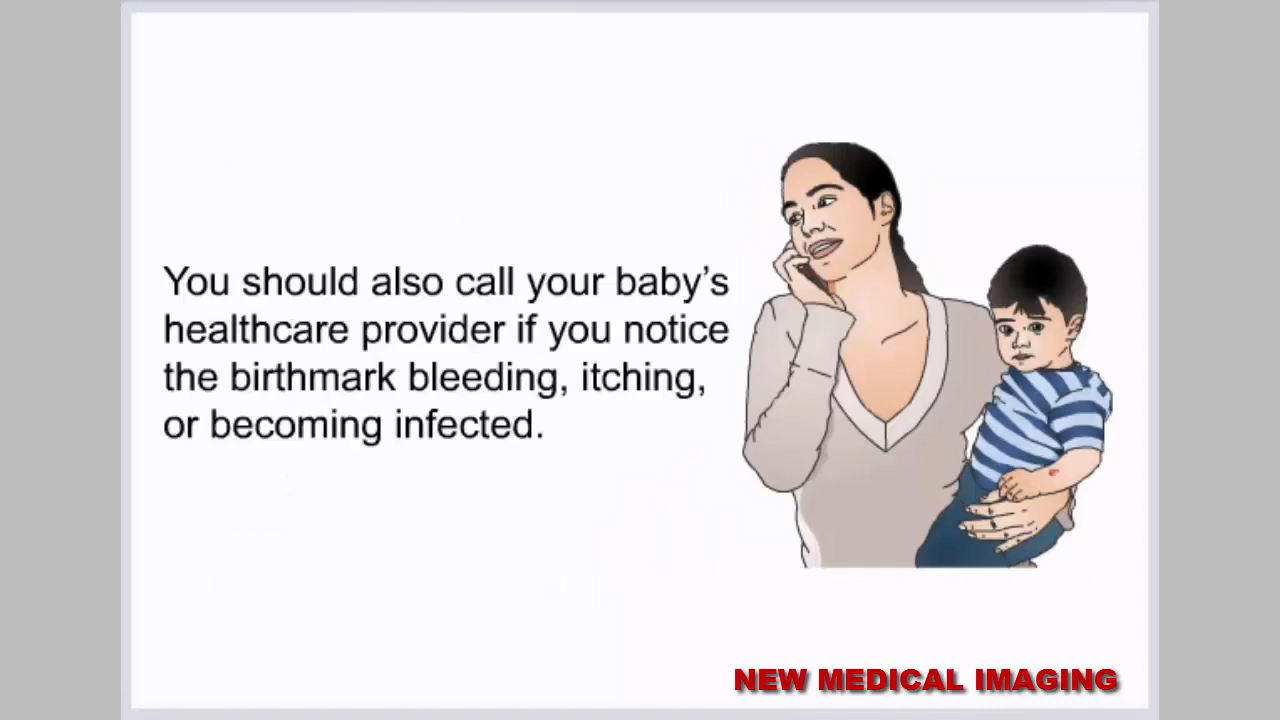 You should also call your baby’s
healthcare provider if you notice
the birthmark bleeding, itching,
or becoming infected.
NEW MEDICAL IMAGING